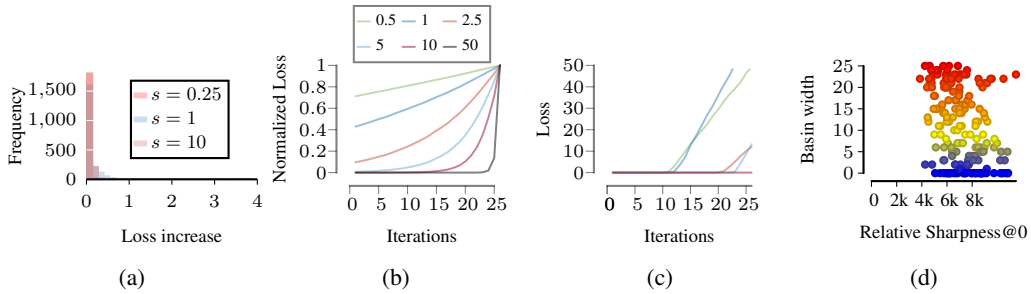 Frequency
1,500
1,000
500
0
s = 0.25
s = 1
s = 10
0 1 2 3 4
Loss increase
(a)
0.5 1 2.5
5 10 50
Normalized Loss
1
0.8
0.6
0.4
0.2
0
0 5 10 15 20 25
Iterations
(b)
Loss
50
40
30
20
10
0
0 5 10 15 20 25
Iterations
(c)
Basin width
25
20
15
10
5
0
0 2k 4k 6k 8k
Relative Sharpness@0
(d)